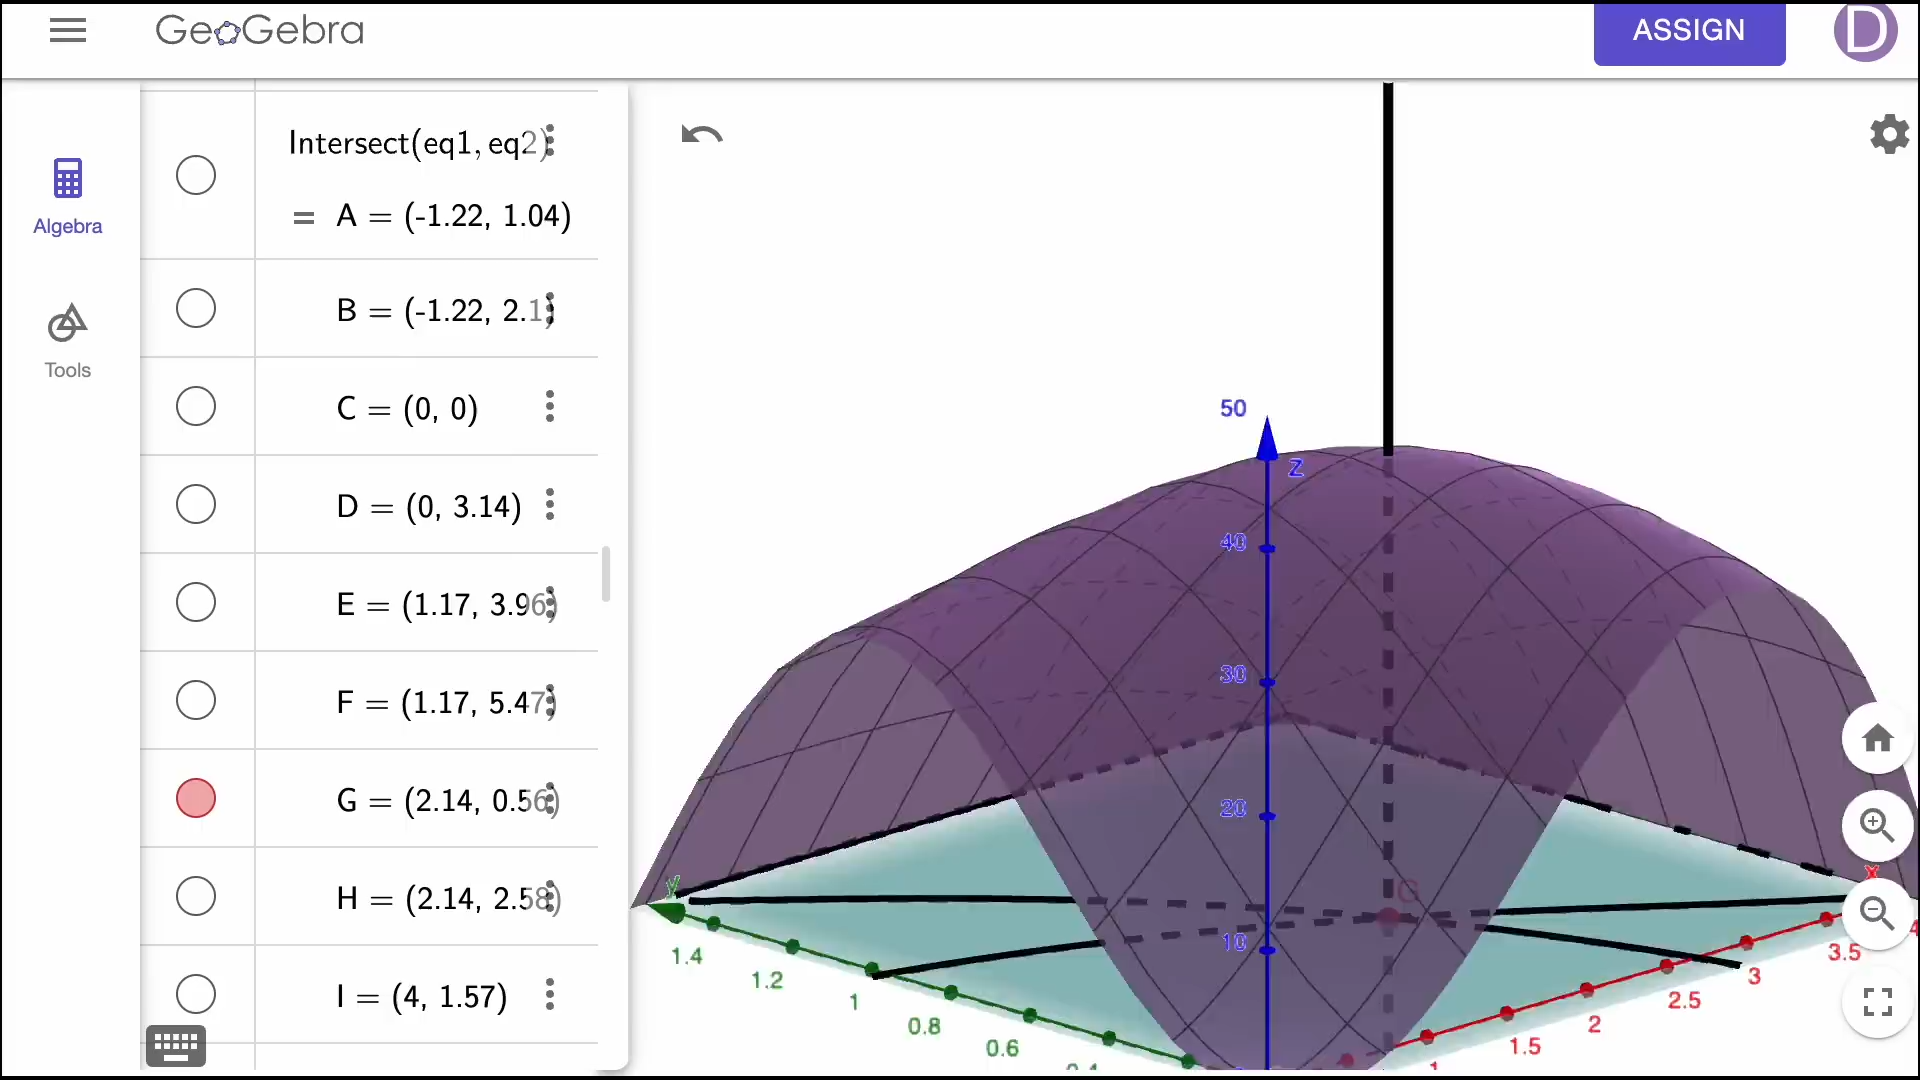 GeoGebra
ASSIGN
D
Algebra
Tools
Intersect(eq1, eq2)
= A = (-1.22, 1.04)
B = (-1.22, 2.1)
C = (0, 0)
D = (0, 3.14)
E = (1.17, 3.96)
F = (1.17, 5.47)
G = (2.14, 0.56)
H = (2.14, 2.58)
I = (4, 1.57)
50
z
40
30
20
10
G
y
x
1.4
1.2
1
0.8
0.6
1
1.5
2
2.5
3
3.5
4